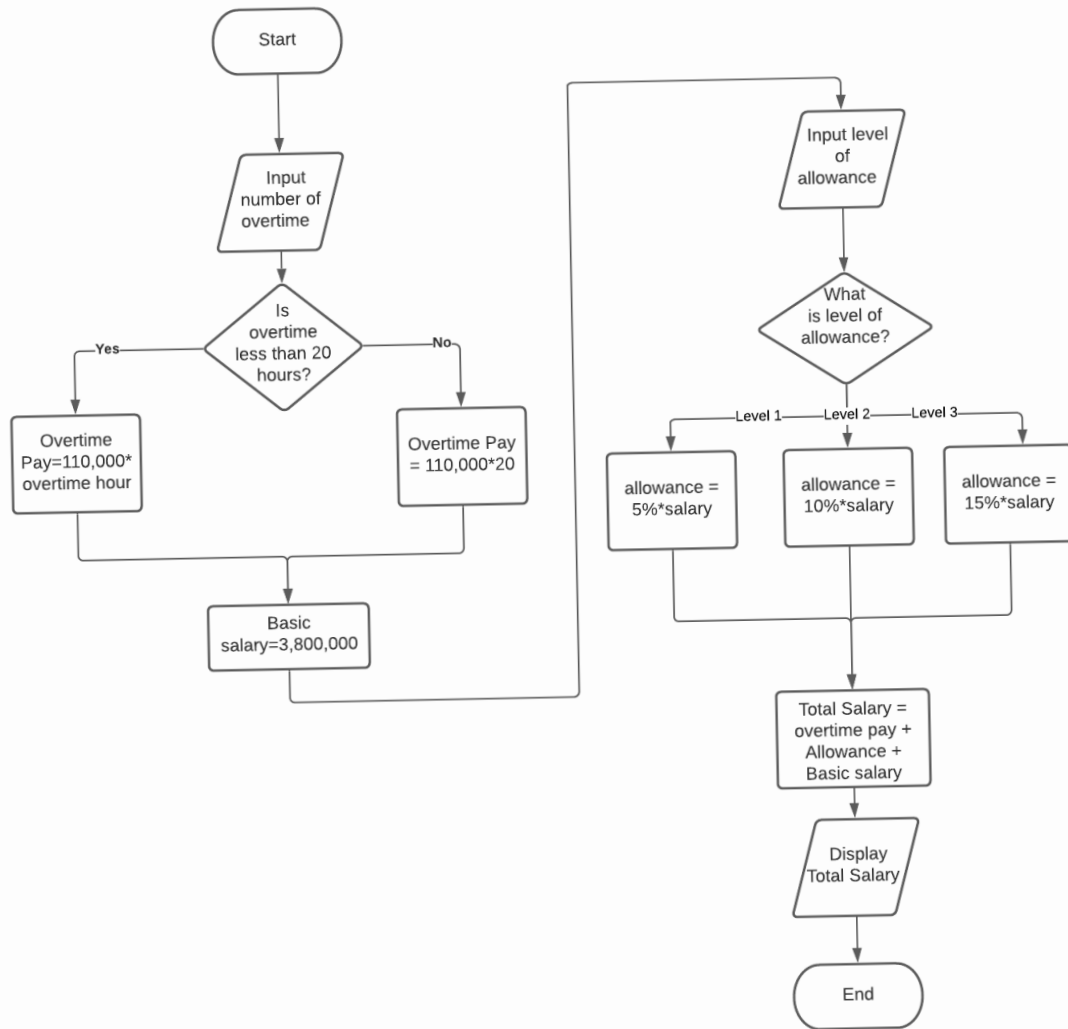 Start
Input
number of
overtime
Is
overtime
less than 20
hours?
Yes
No
Overtime
Pay=110,000*
overtime hour
Overtime Pay
= 110,000*20
Basic
salary=3,800,000
Input level
of
allowance
What
is level of
allowance?
Level 1
Level 2
Level 3
allowance =
5%*salary
allowance =
10%*salary
allowance =
15%*salary
Total Salary =
overtime pay +
Allowance +
Basic salary
Display
Total Salary
End